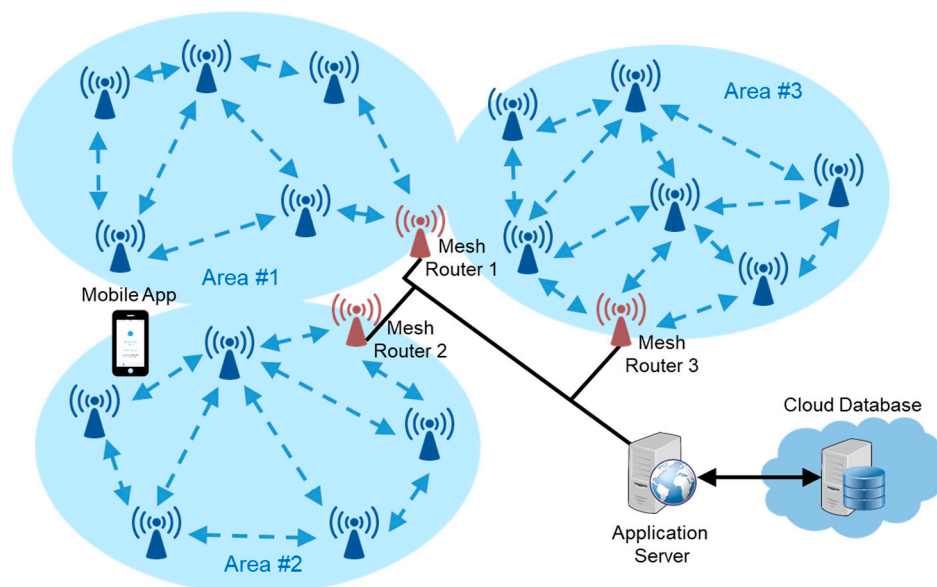 Area #3
Mesh
Router 1
Area #1
Mobile App
Mesh
Router 2
Mesh
Router 3
Cloud Database
Application
Server
Area #2